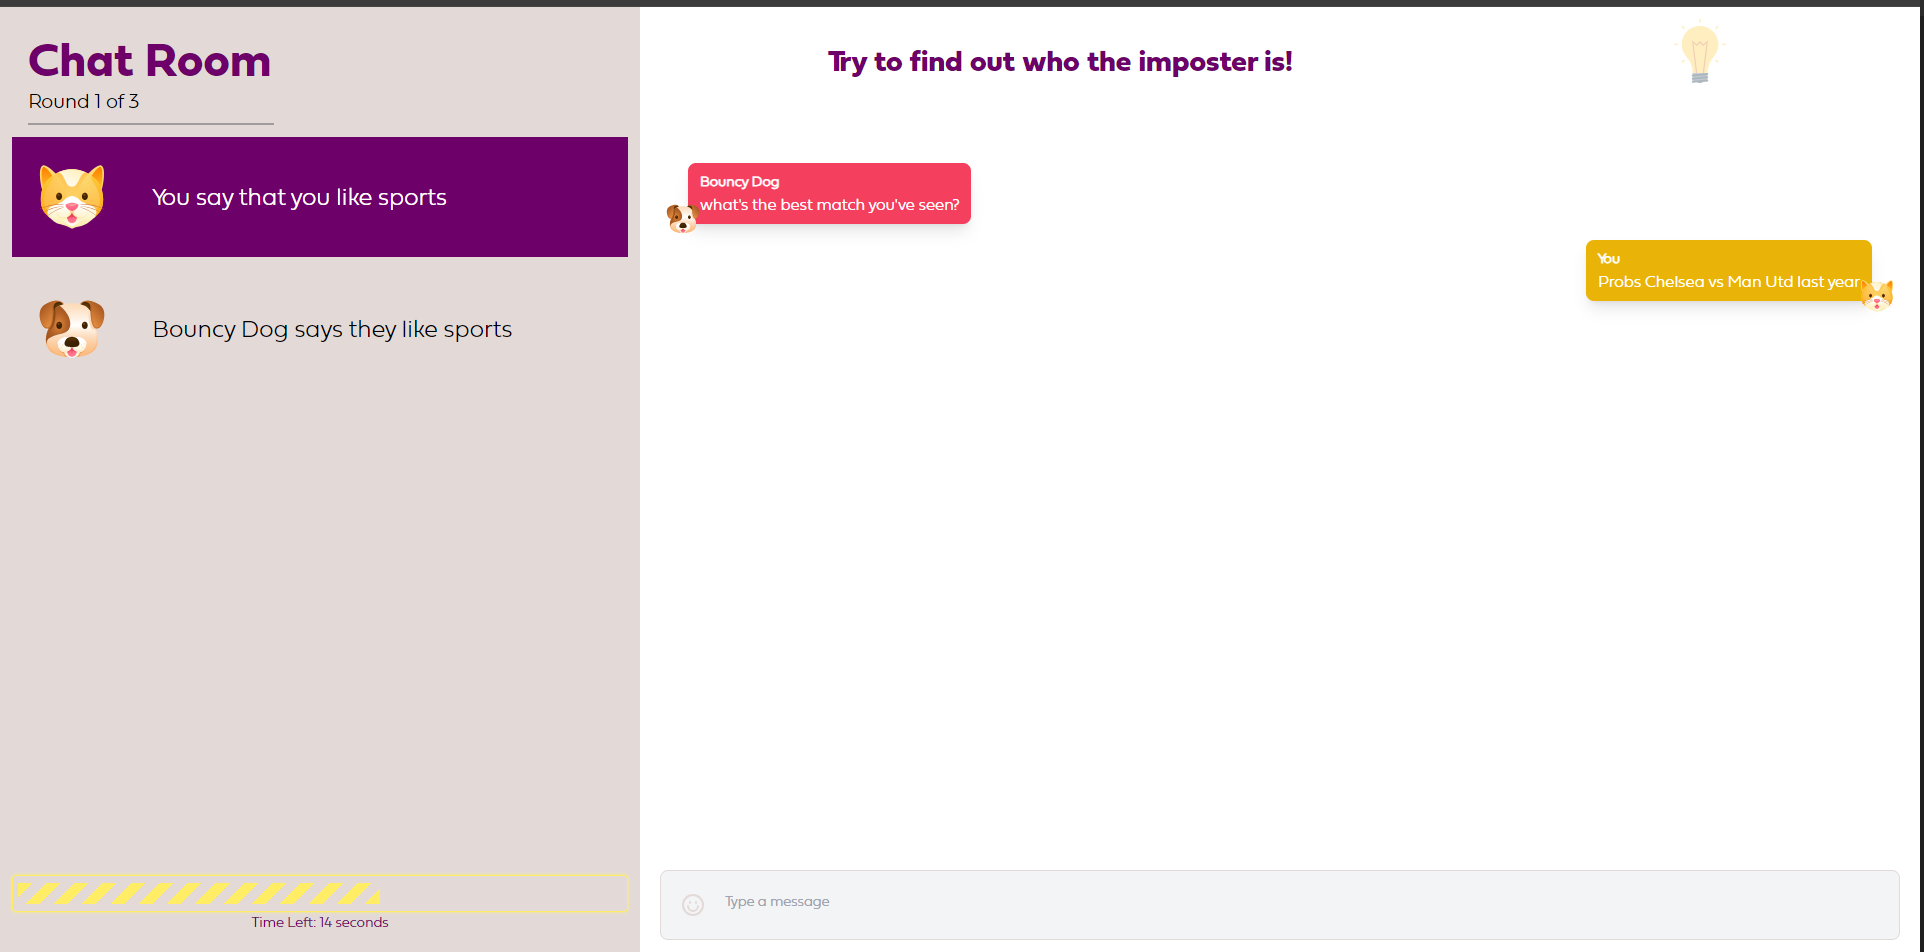 Chat Room
Round 1 of 3
You say that you like sports
Bouncy Dog says they like sports
Time Left: 14 seconds
Try to find out who the imposter is!
Bouncy Dog
what's the best match you've seen?
You
Probs Chelsea vs Man Utd last year
Type a message